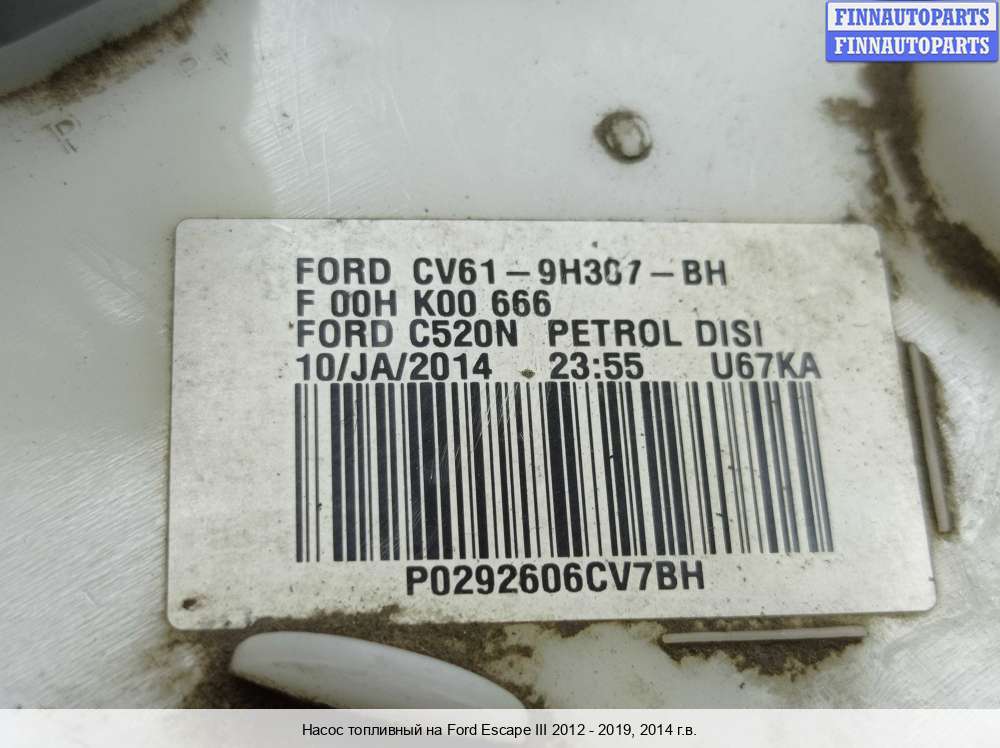 FINNAUTOPARTS
FINNAUTOPARTS
FORD CV61-9H307-BH
F 00H K00 666
FORD C520N PETROL DISI
10/JA/2014 23:55 U67KA
P0292606CV7BH
Насос топливный на Ford Escape III 2012 - 2019, 2014 г.в.